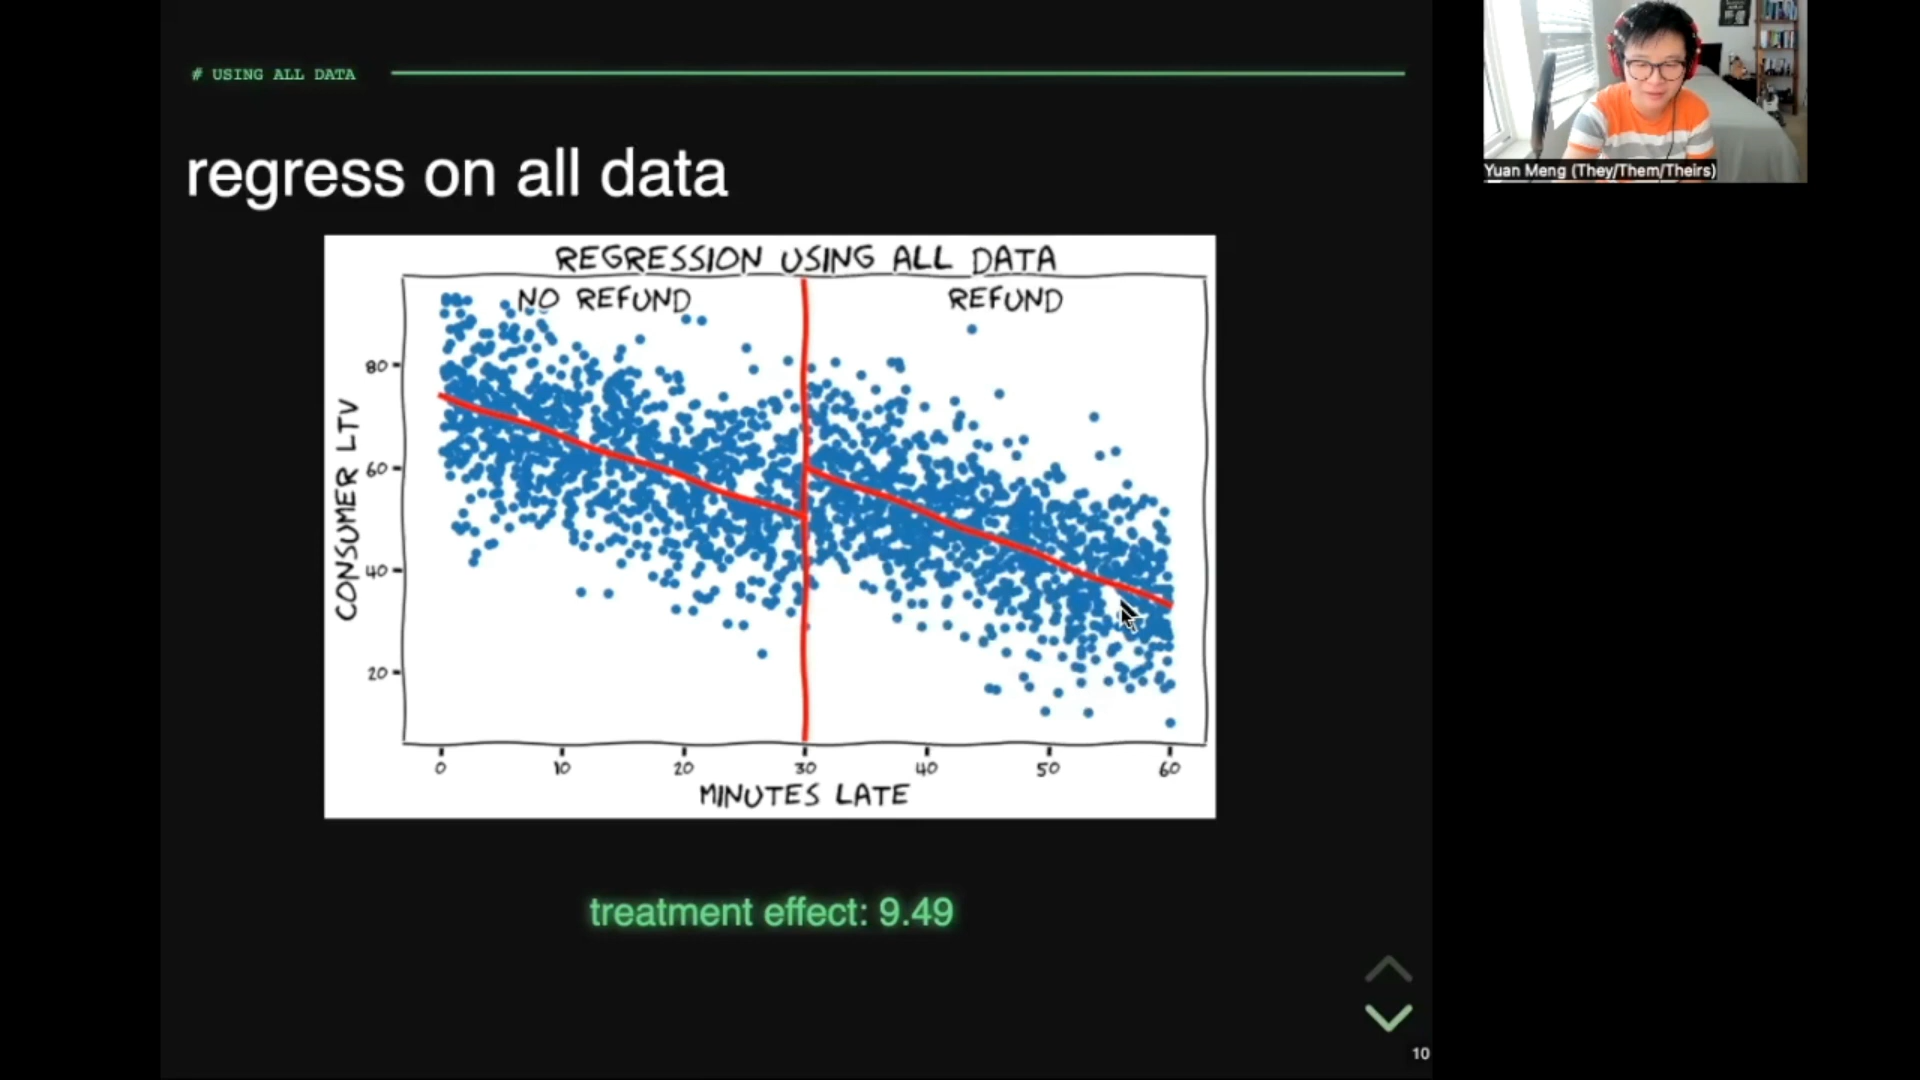 # USING ALL DATA
regress on all data
REGRESSION USING ALL DATA
NO REFUND
REFUND
CONSUMER LTV
80
60
40
20
0 10 20 30 40 50 60
MINUTES LATE
treatment effect: 9.49
10
Yuan Meng (They/Them/Theirs)